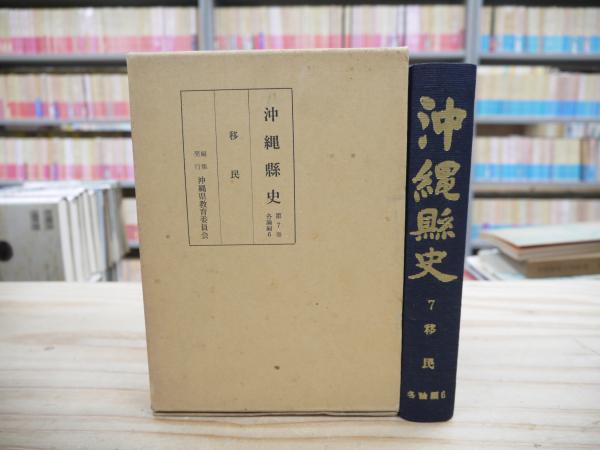 沖縄縣史 第7巻 各論編6
移民
編集 発行 沖縄県教育委員会
沖縄縣史
7
移民
各論編6